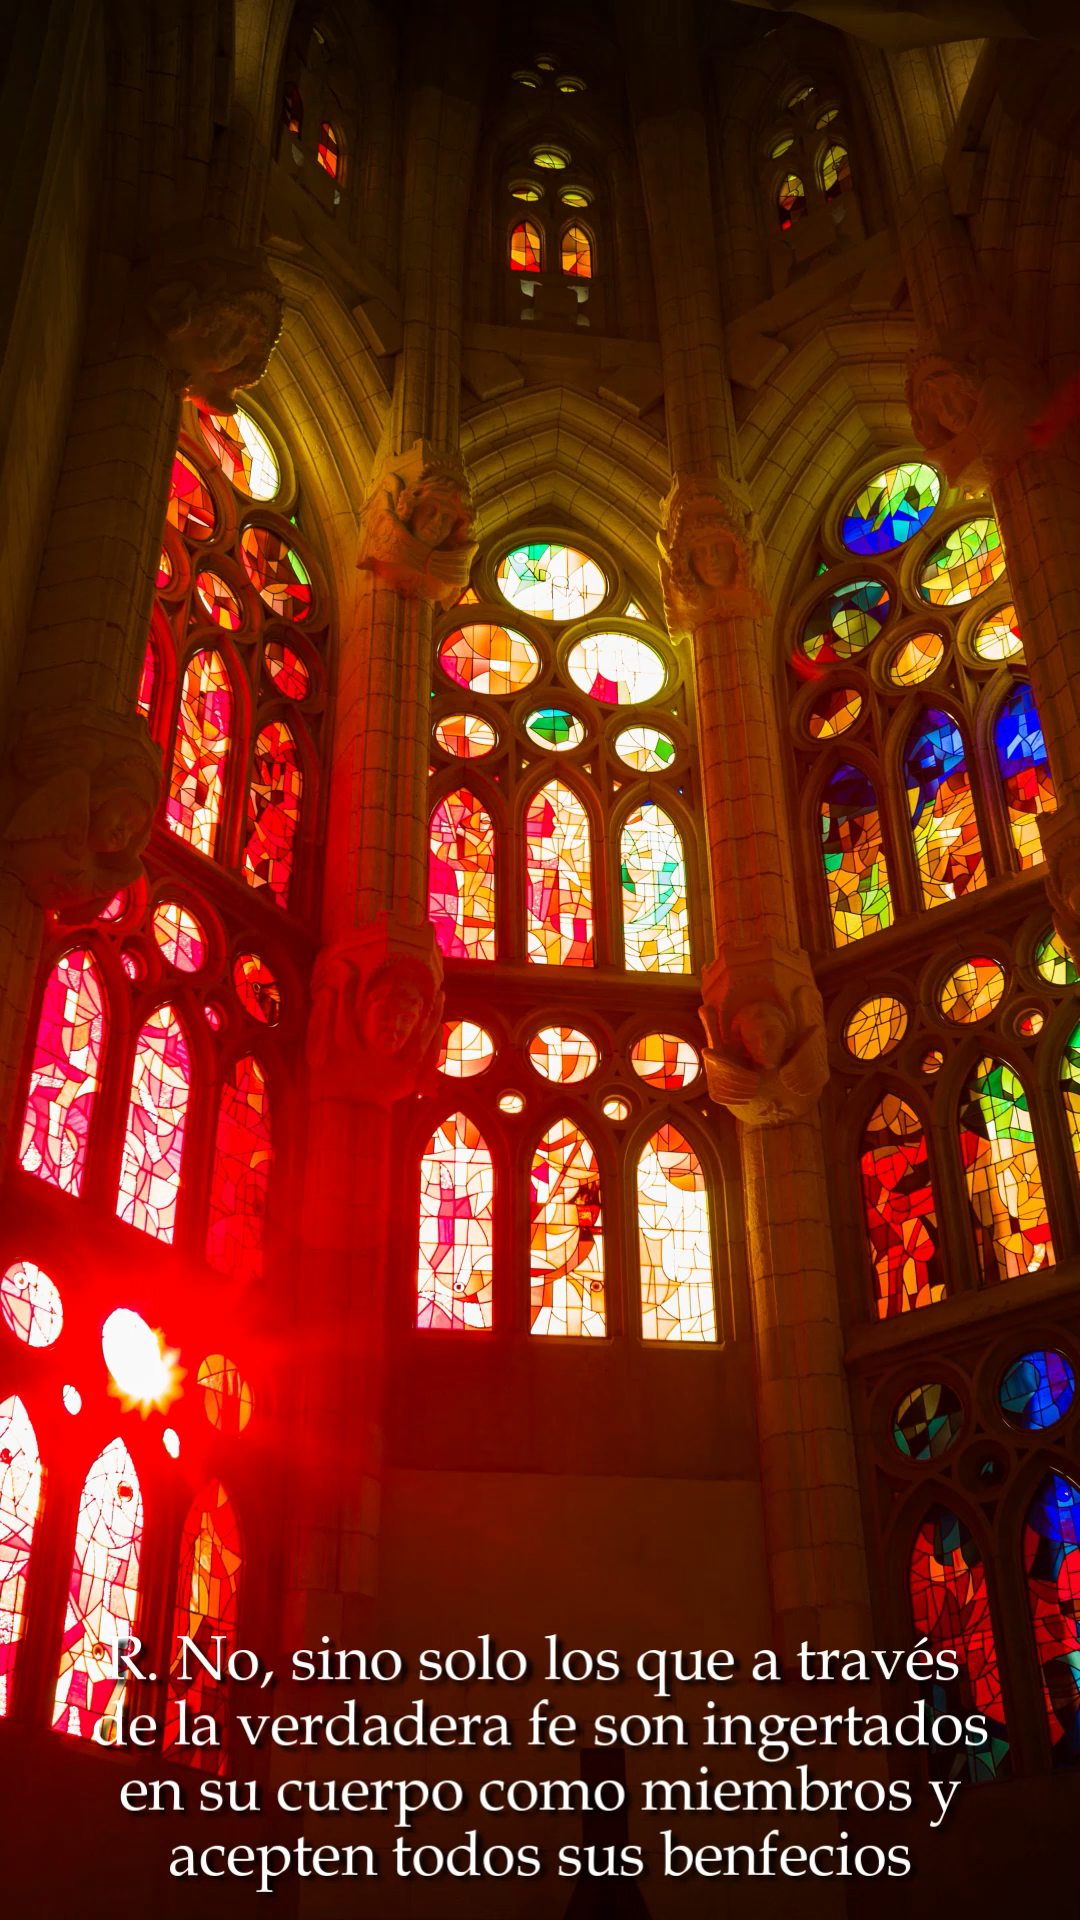 R. No, sino solo los que a través
de la verdadera fe son ingertados
en su cuerpo como miembros y
acepten todos sus benfecios